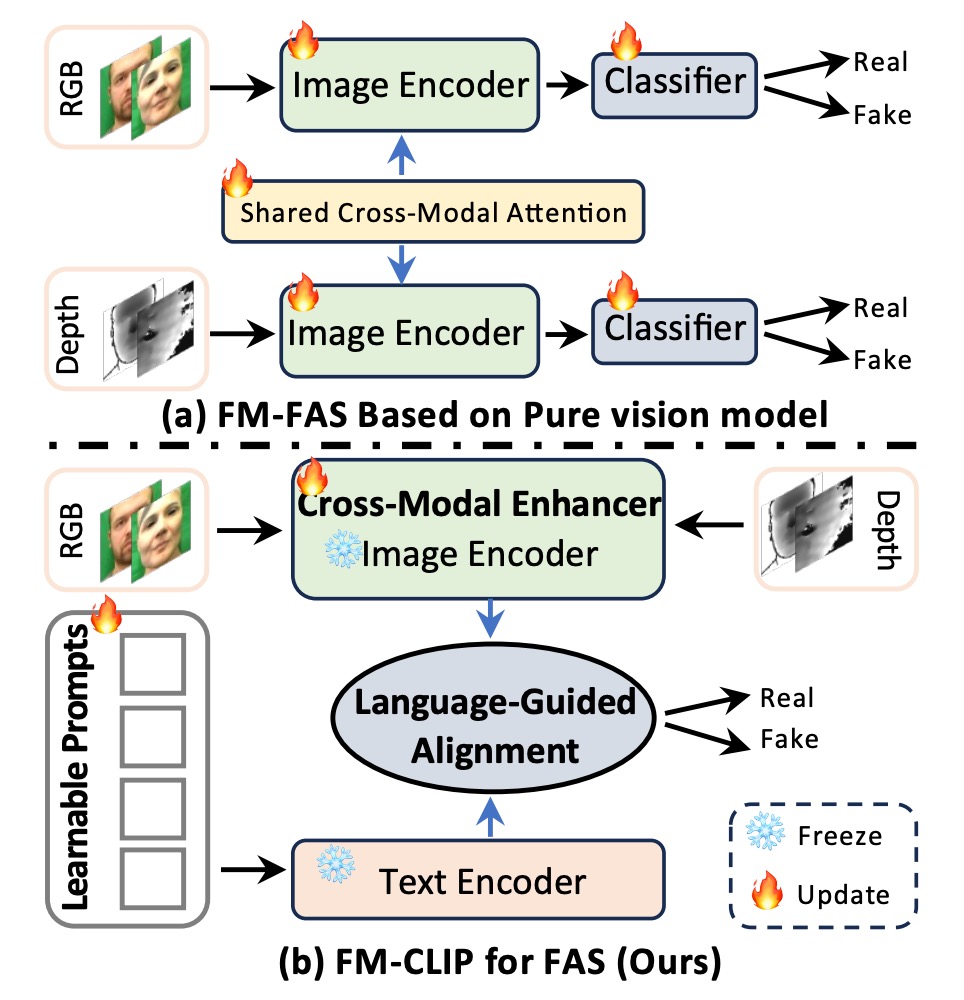 RGB
Image Encoder
Classifier
Real
Fake
Shared Cross-Modal Attention
Depth
Image Encoder
Classifier
Real
Fake
(a) FM-FAS Based on Pure vision model
RGB
Cross-Modal Enhancer
Image Encoder
Depth
Learnable Prompts
Language-Guided
Alignment
Real
Fake
Text Encoder
Freeze
Update
(b) FM-CLIP for FAS (Ours)